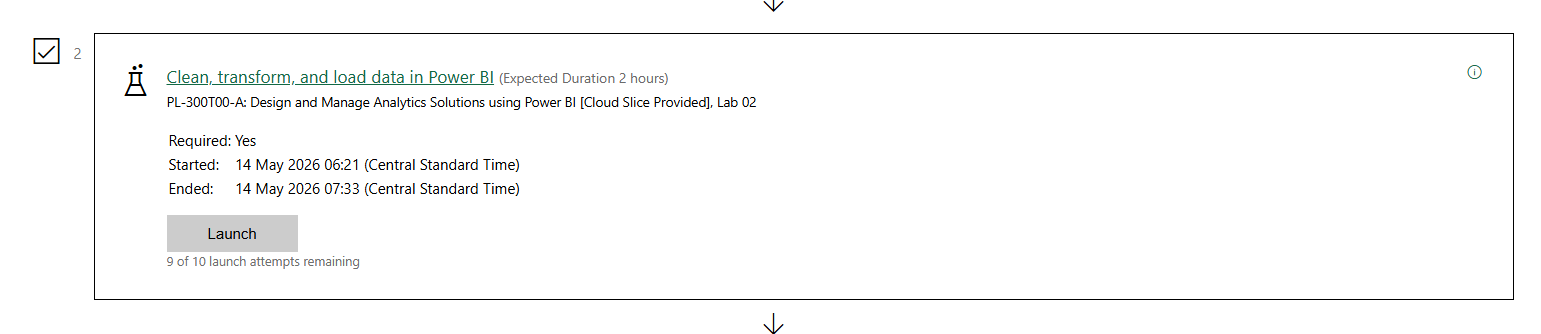 2
Clean, transform, and load data in Power BI (Expected Duration 2 hours)
PL-300T00-A: Design and Manage Analytics Solutions using Power BI [Cloud Slice Provided], Lab 02
Required: Yes
Started: 14 May 2026 06:21 (Central Standard Time)
Ended: 14 May 2026 07:33 (Central Standard Time)
Launch
9 of 10 launch attempts remaining